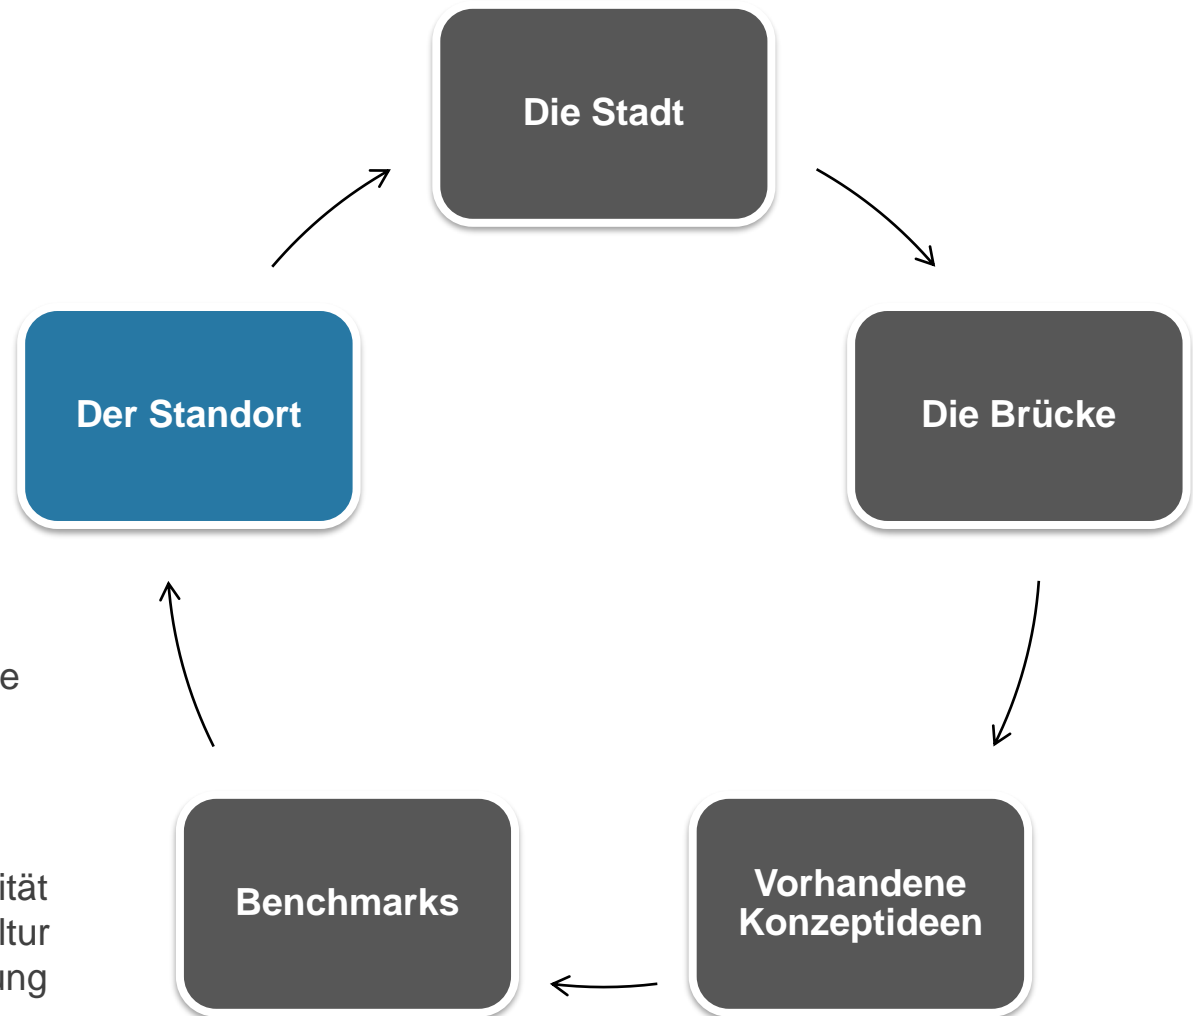 Die Stadt
Der Standort
Die Brücke
Benchmarks
Vorhandene
Konzeptideen